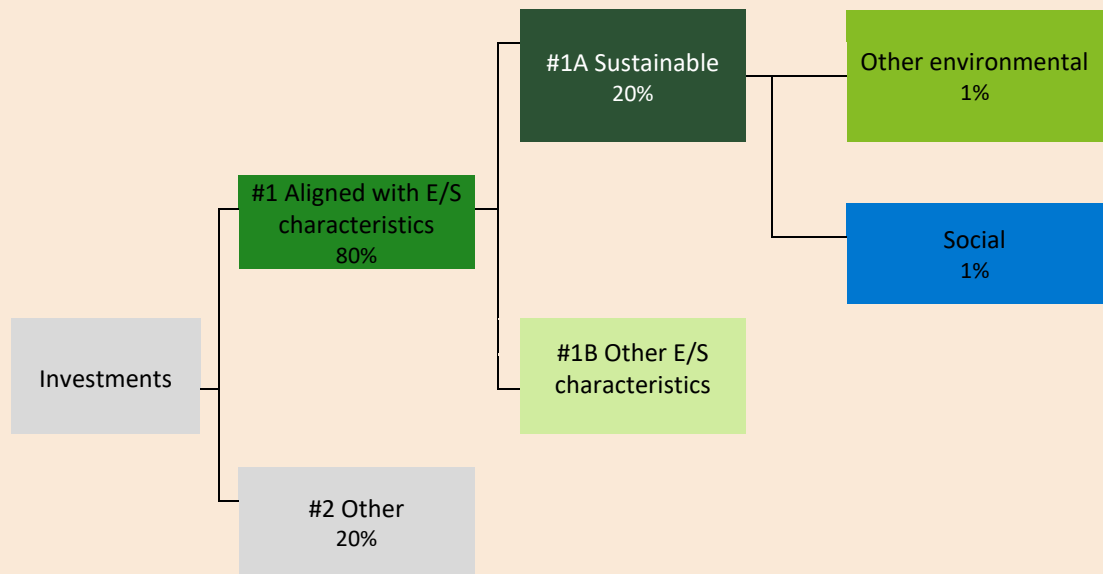 #1A Sustainable
20%
Other environmental
1%
#1 Aligned with E/S
characteristics
80%
Social
1%
Investments
#1B Other E/S
characteristics
#2 Other
20%